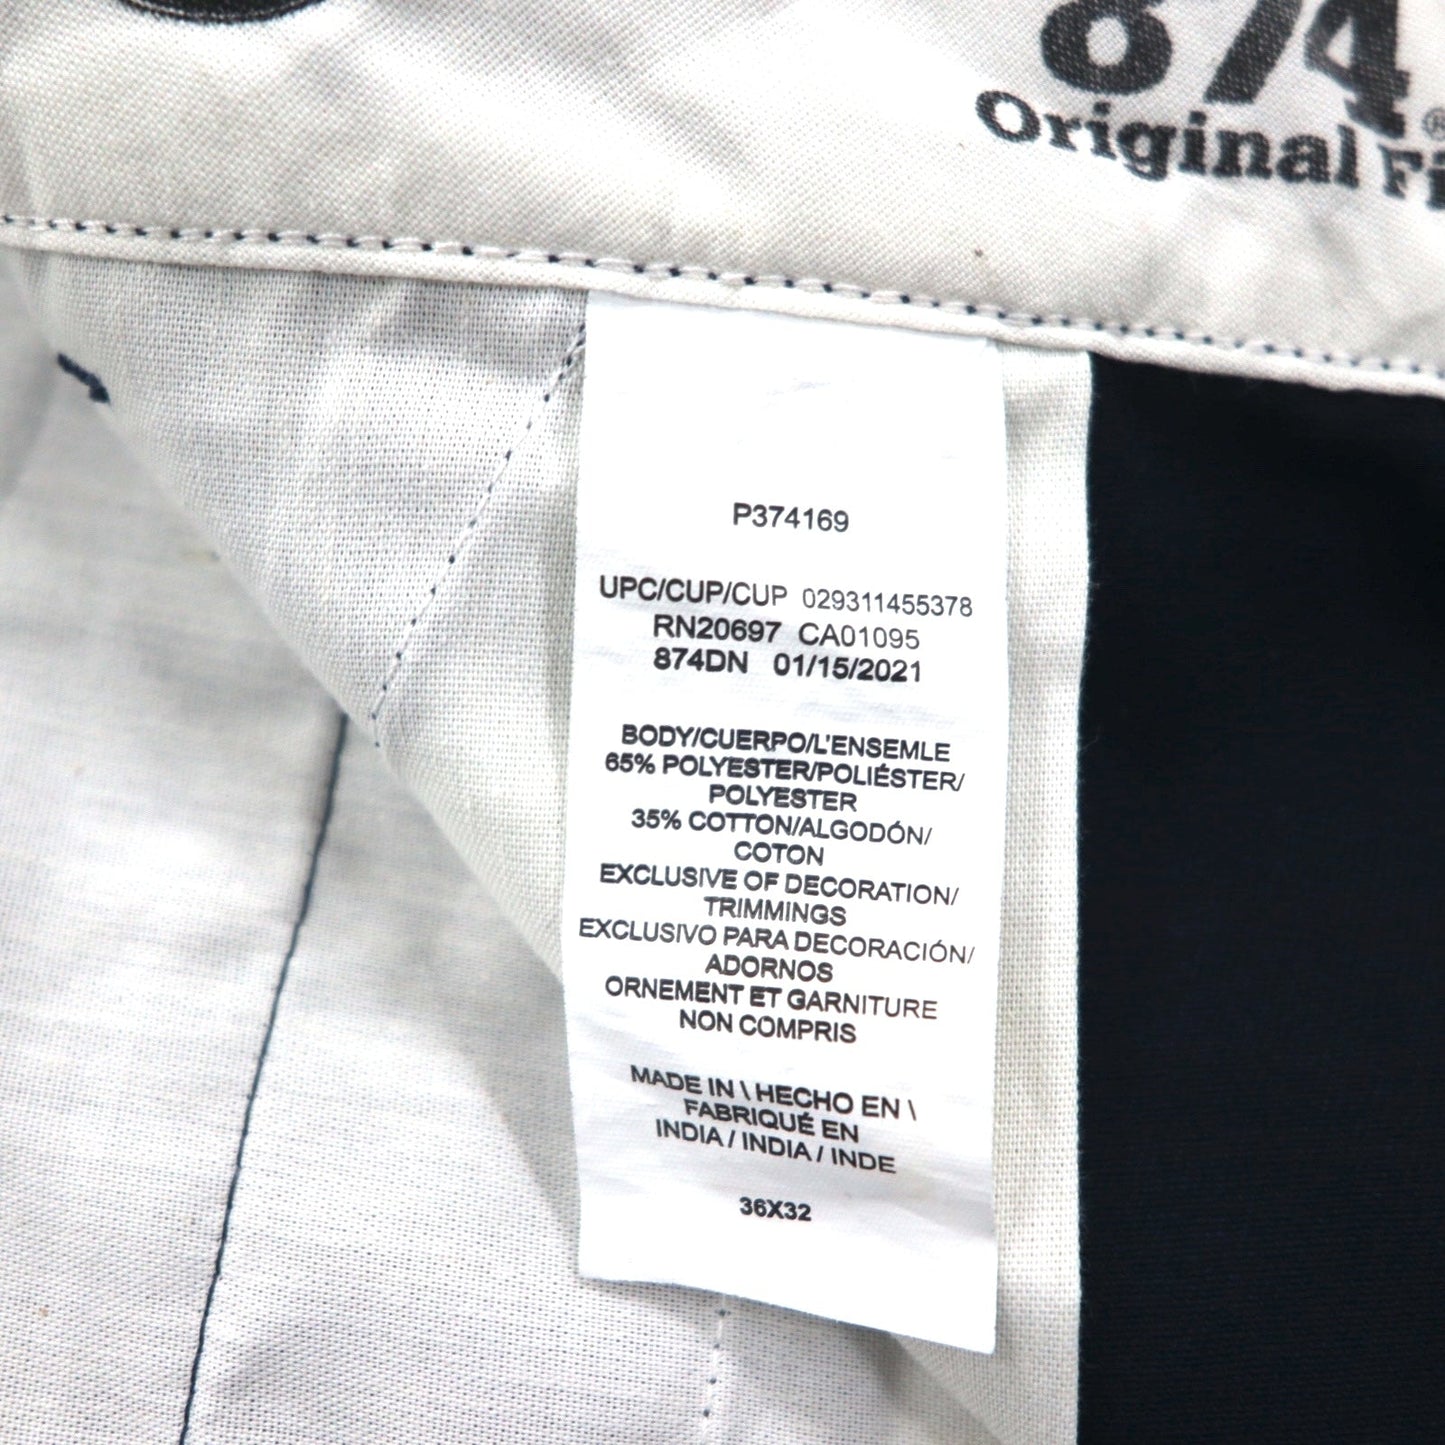 874®
Original Fi
P374169
UPC/CUP/CUP 029311455378
RN20697 CA01095
874DN 01/15/2021
BODY/CUERPO/L'ENSEMLE
65% POLYESTER/POLIÉSTER/
POLYESTER
35% COTTON/ALGODÓN/
COTON
EXCLUSIVE OF DECORATION/
TRIMMINGS
EXCLUSIVO PARA DECORACIÓN/
ADORNOS
ORNEMENT ET GARNITURE
NON COMPRIS
MADE IN \ HECHO EN \
FABRIQUÉ EN
INDIA / INDIA / INDE
36X32